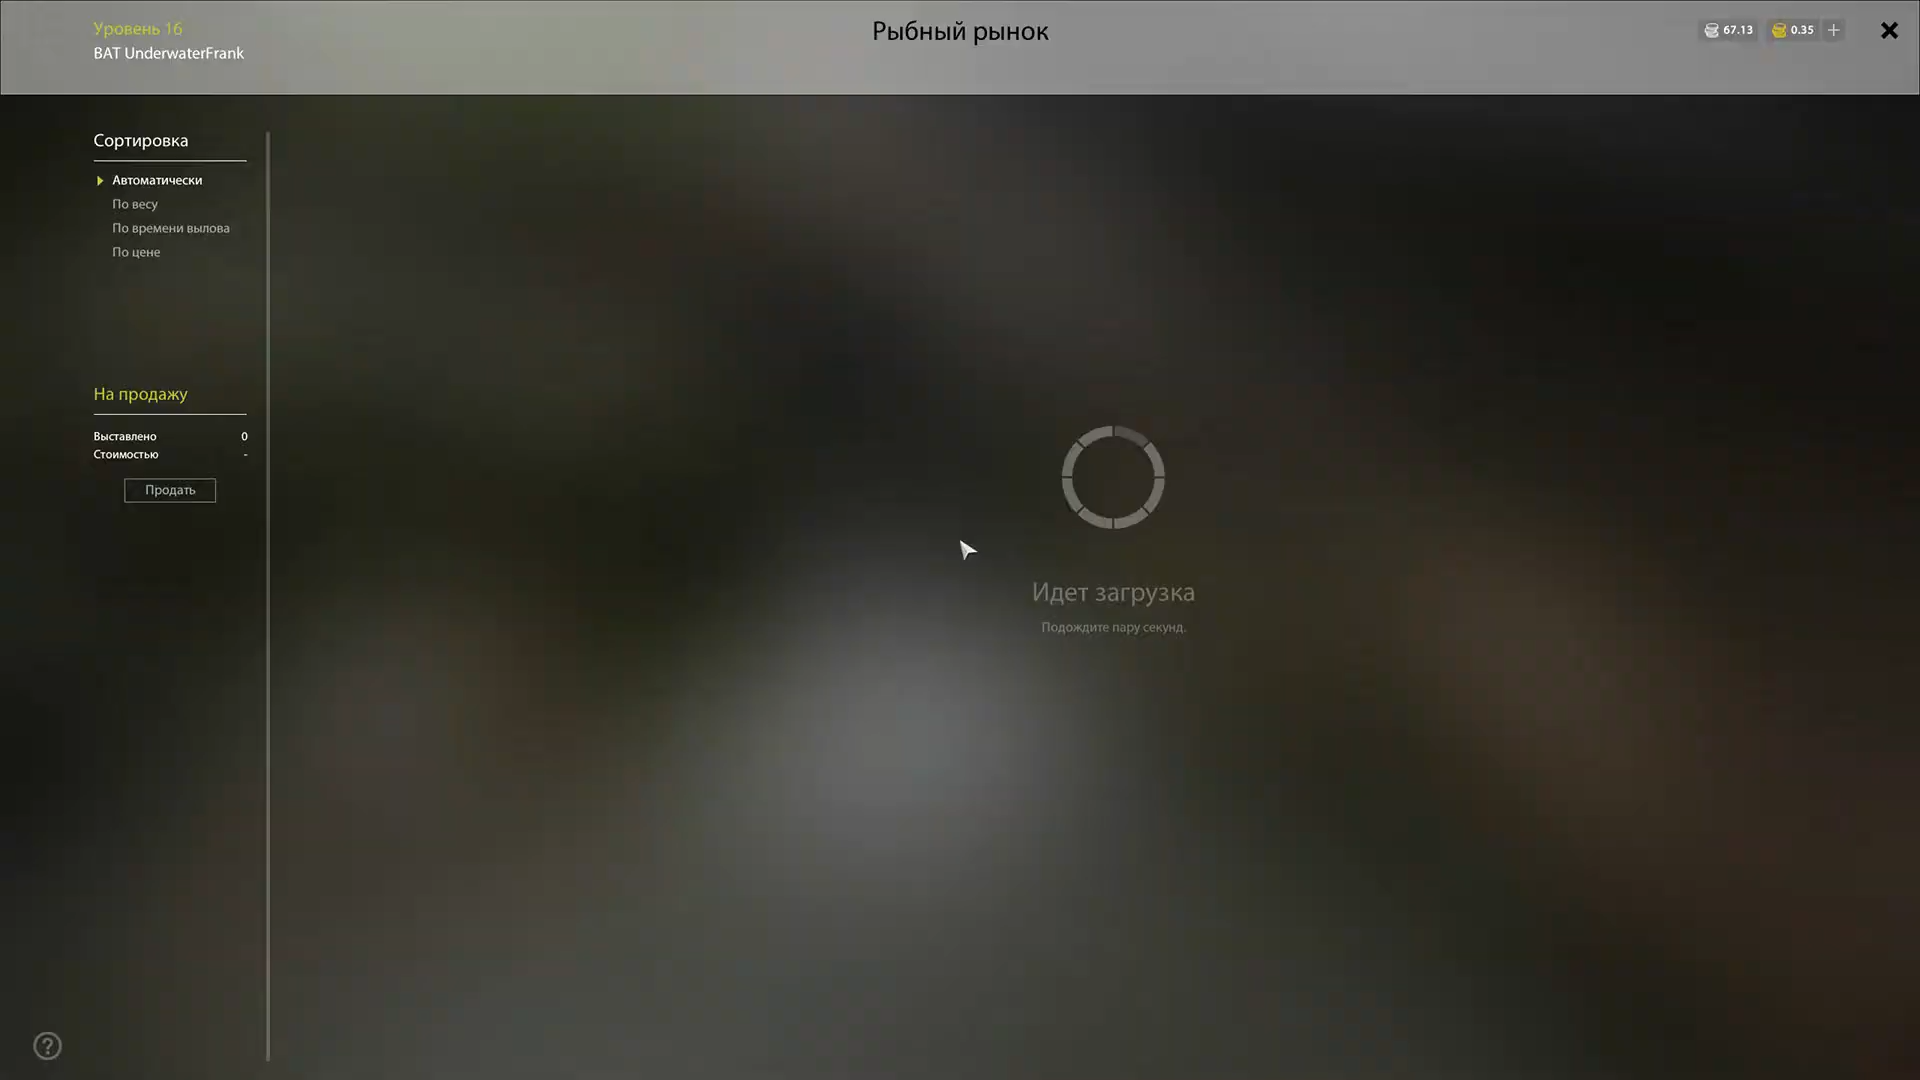 Уровень 16
BAT UnderwaterFrank
Рыбный рынок
67.13
0.35
Сортировка
Автоматически
По весу
По времени вылова
По цене
На продажу
Выставлено 0
Стоимостью -
Продать
Идет загрузка
Подождите пару секунд.